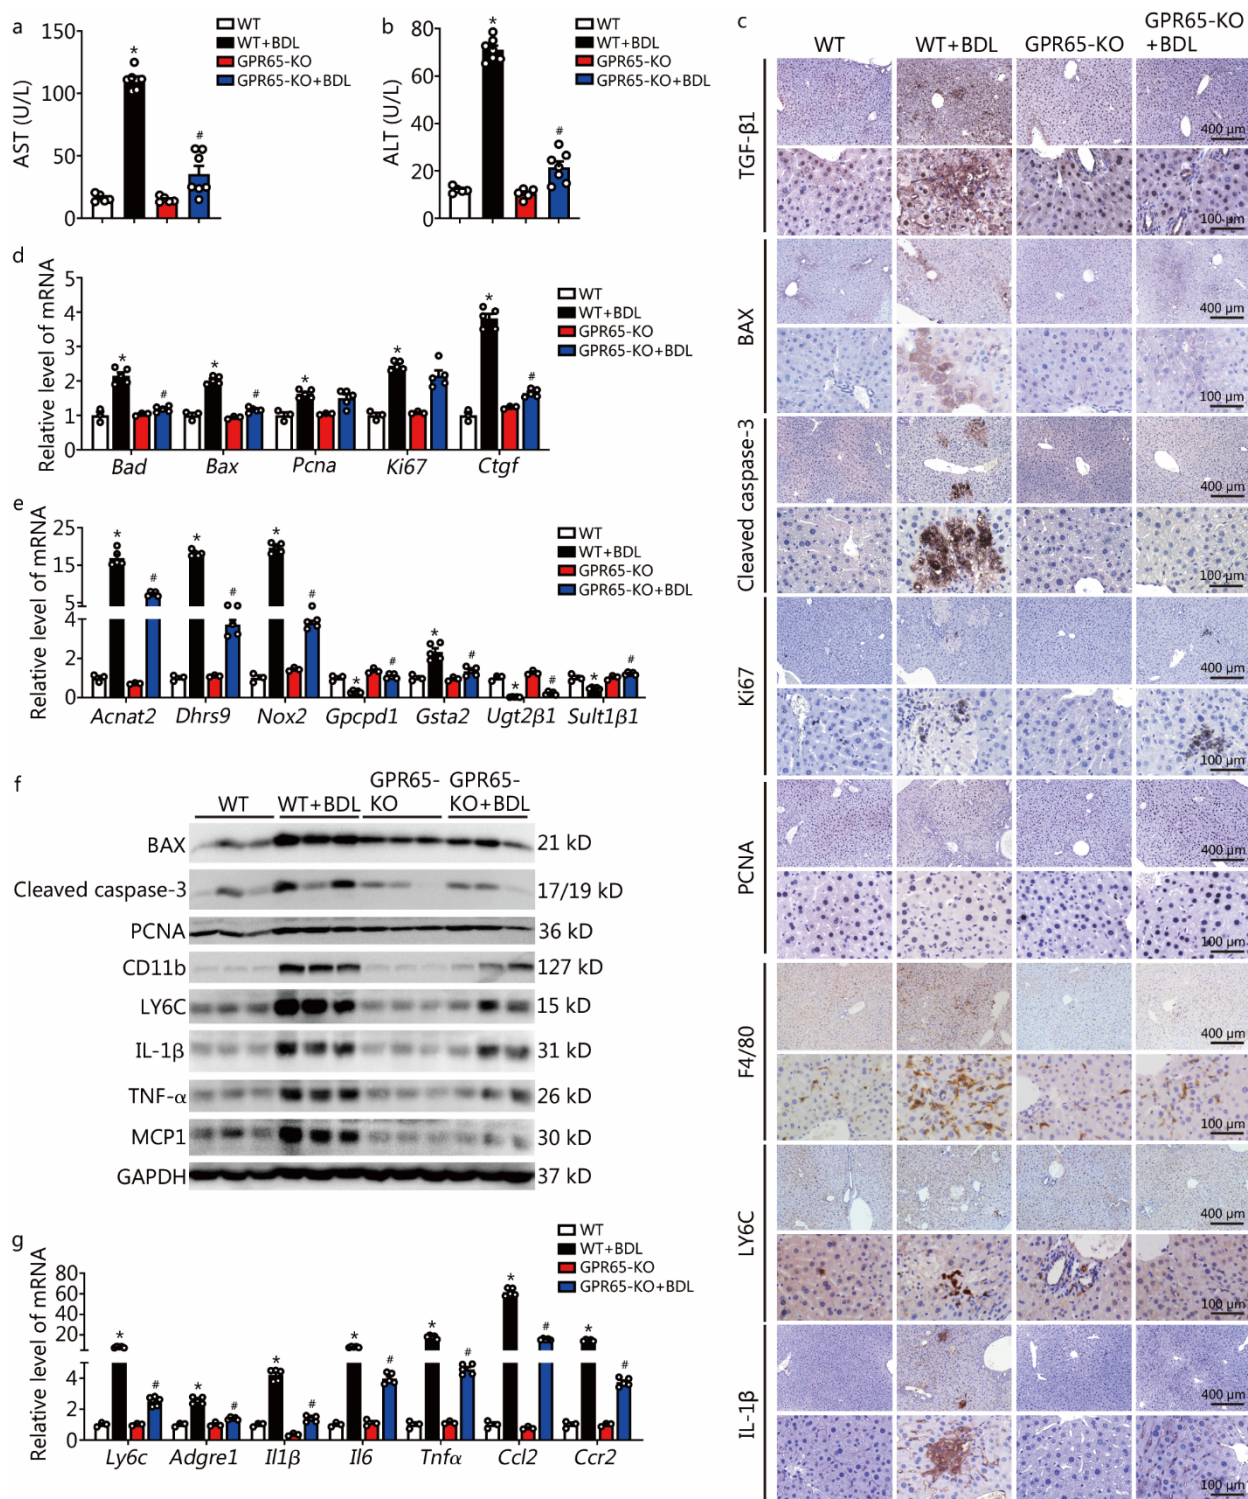 a
AST (U/L)
150
100
50
0
*
#
WT
WT+BDL
GPR65-KO
GPR65-KO+BDL
b
ALT (U/L)
80
60
40
20
0
*
#
WT
WT+BDL
GPR65-KO
GPR65-KO+BDL
c
WT
WT+BDL
GPR65-KO
GPR65-KO
+BDL
TGF-β1
400 μm
100 μm
BAX
400 μm
100 μm
Cleaved caspase-3
400 μm
100 μm
Ki67
400 μm
100 μm
PCNA
400 μm
100 μm
F4/80
400 μm
100 μm
LY6C
400 μm
100 μm
IL-1β
400 μm
100 μm
d
Relative level of mRNA
5
4
3
2
1
0
* # * # * * * #
WT
WT+BDL
GPR65-KO
GPR65-KO+BDL
Bad Bax Pcna Ki67 Ctgf
e
Relative level of mRNA
25
15
5
4
2
0
* # * # * # * # * # * # * #
WT
WT+BDL
GPR65-KO
GPR65-KO+BDL
Acnat2 Dhrs9 Nox2 Gpcpd1 Gsta2 Ugt2β1 Sult1β1
f
WT
WT+BDL
GPR65-
KO
GPR65-
KO+BDL
BAX 21 kD
Cleaved caspase-3 17/19 kD
PCNA 36 kD
CD11b 127 kD
LY6C 15 kD
IL-1β 31 kD
TNF-α 26 kD
MCP1 30 kD
GAPDH 37 kD
g
Relative level of mRNA
80
60
40
20
6
4
2
0
* # * # * # * # * # * # * #
WT
WT+BDL
GPR65-KO
GPR65-KO+BDL
Ly6c Adgre1 Il1β Il6 Tnfα Ccl2 Ccr2